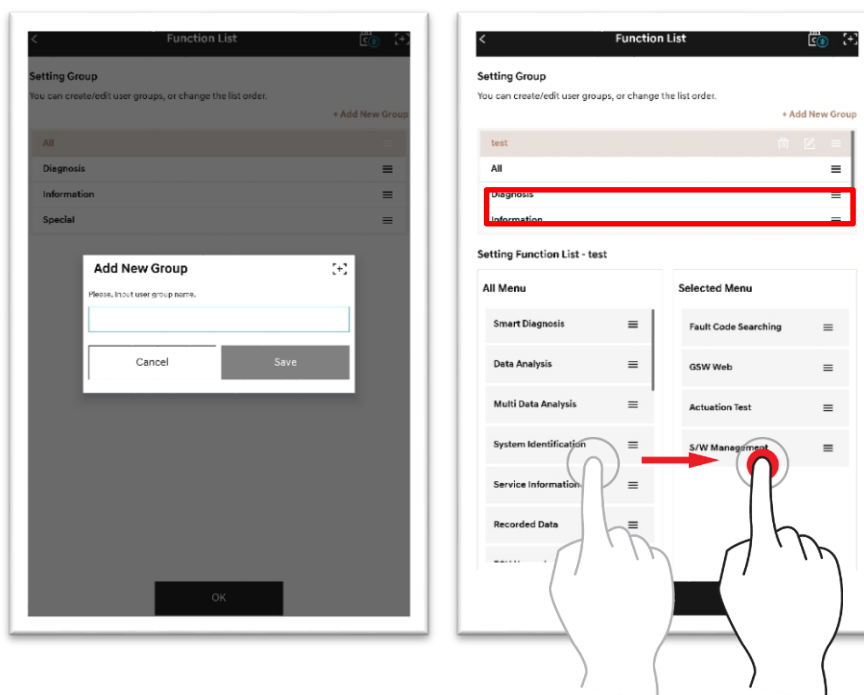 Function List
Setting Group
You can create/edit user groups, or change the list order.
+ Add New Group
All
Diagnosis
Information
Special
Add New Group
Please, Input user group name.
Cancel
Save
OK
Function List
Setting Group
You can create/edit user groups, or change the list order.
+ Add New Group
test
All
Diagnosis
Information
Setting Function List - test
All Menu
Smart Diagnosis
Data Analysis
Multi Data Analysis
System Identification
Service Information
Recorded Data
Selected Menu
Fault Code Searching
GSW Web
Actuation Test
S/W Management